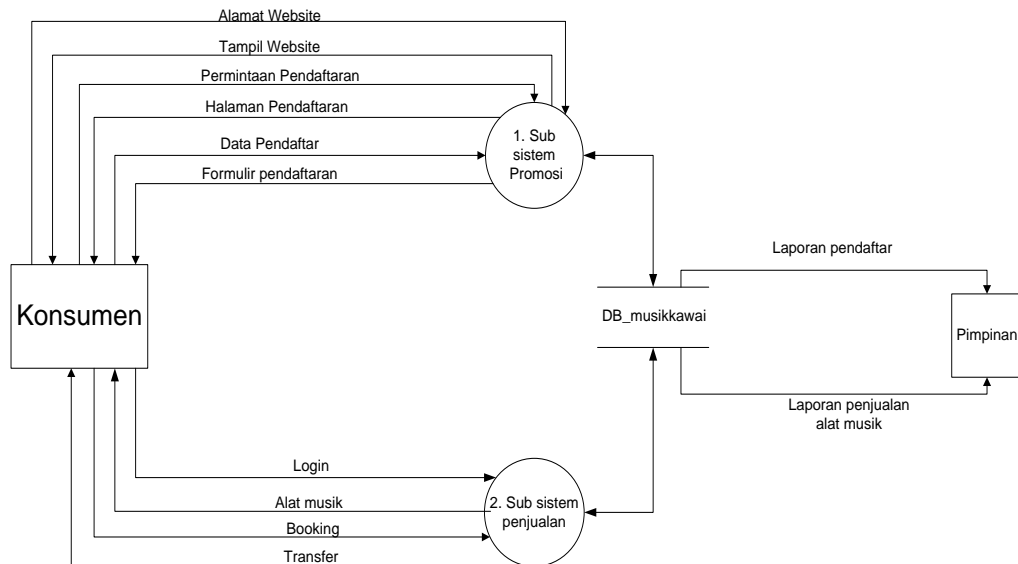 Alamat Website
Tampil Website
Permintaan Pendaftaran
Halaman Pendaftaran
Data Pendaftar
Formulir pendaftaran
1. Sub
sistem
Promosi
Konsumen
DB_musikkawai
Laporan pendaftar
Pimpinan
Laporan penjualan
alat musik
Login
Alat musik
Booking
Transfer
2. Sub sistem
penjualan